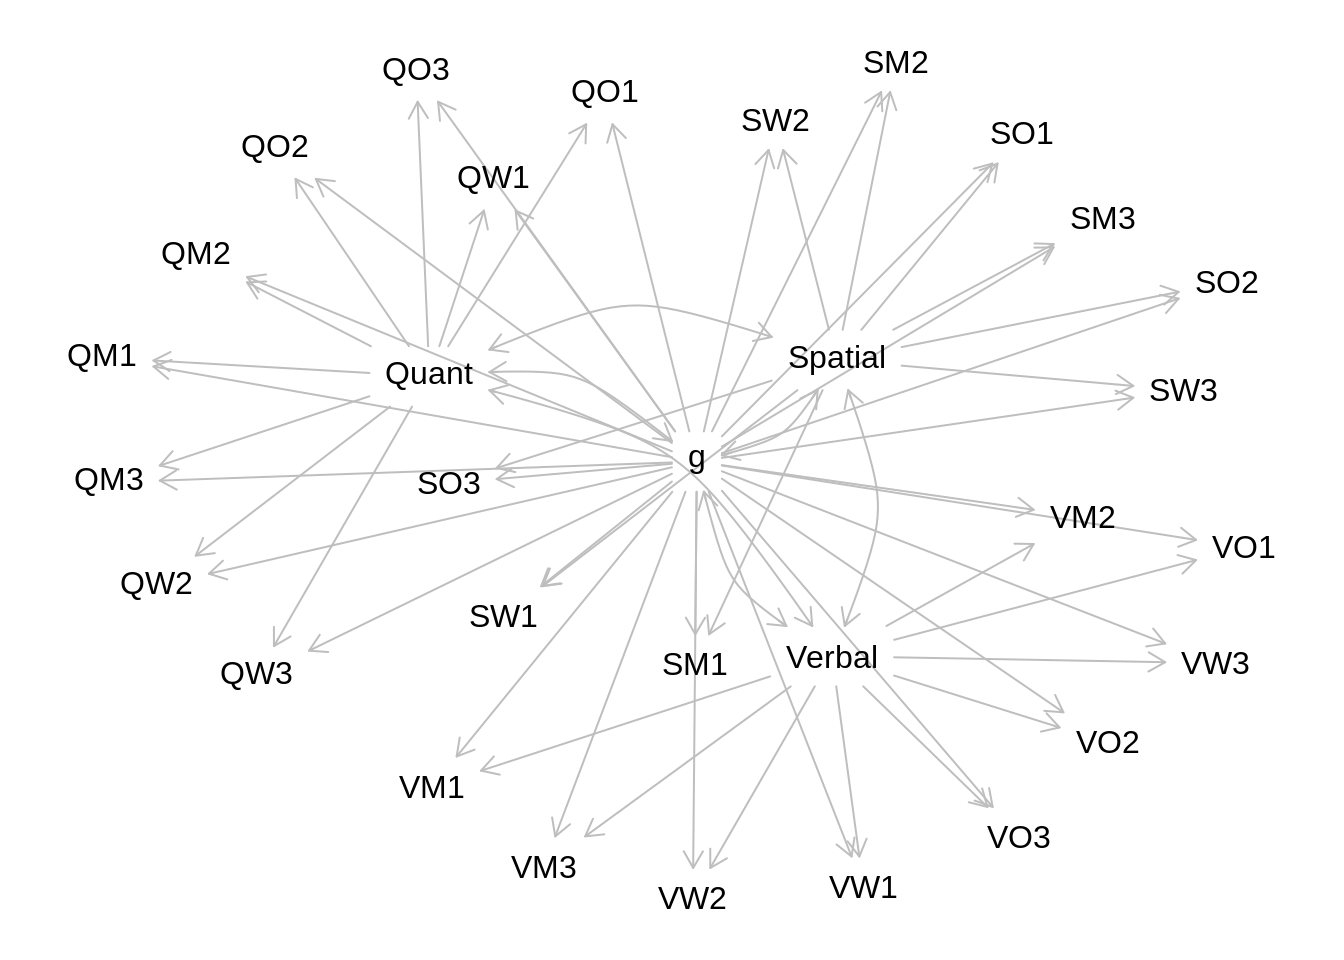 SM2
QO3
QO1
SW2
SO1
QO2
QW1
SM3
QM2
SO2
QM1
Spatial
Quant
SW3
g
QM3
SO3
VM2
VO1
QW2
SW1
Verbal
SM1
VW3
QW3
VO2
VM1
VO3
VM3
VW1
VW2